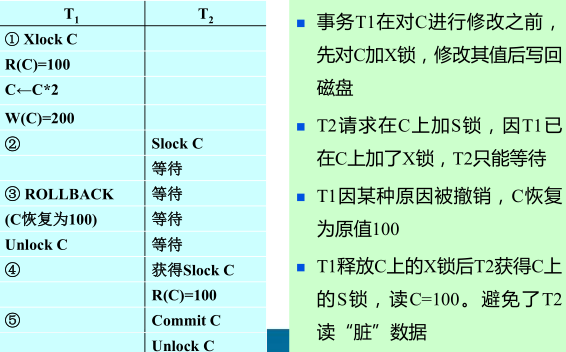 T1 T2
① Xlock C
R(C)=100
C←C*2
W(C)=200
② Slock C
等待
③ ROLLBACK 等待
(C恢复为100) 等待
Unlock C 等待
④ 获得Slock C
R(C)=100
⑤ Commit C
Unlock C
事务T1在对C进行修改之前，
先对C加X锁，修改其值后写回
磁盘
T2请求在C上加S锁，因T1已
在C上加了X锁，T2只能等待
T1因某种原因被撤销，C恢复
为原值100
T1释放C上的X锁后T2获得C上
的S锁，读C=100。避免了T2
读“脏”数据